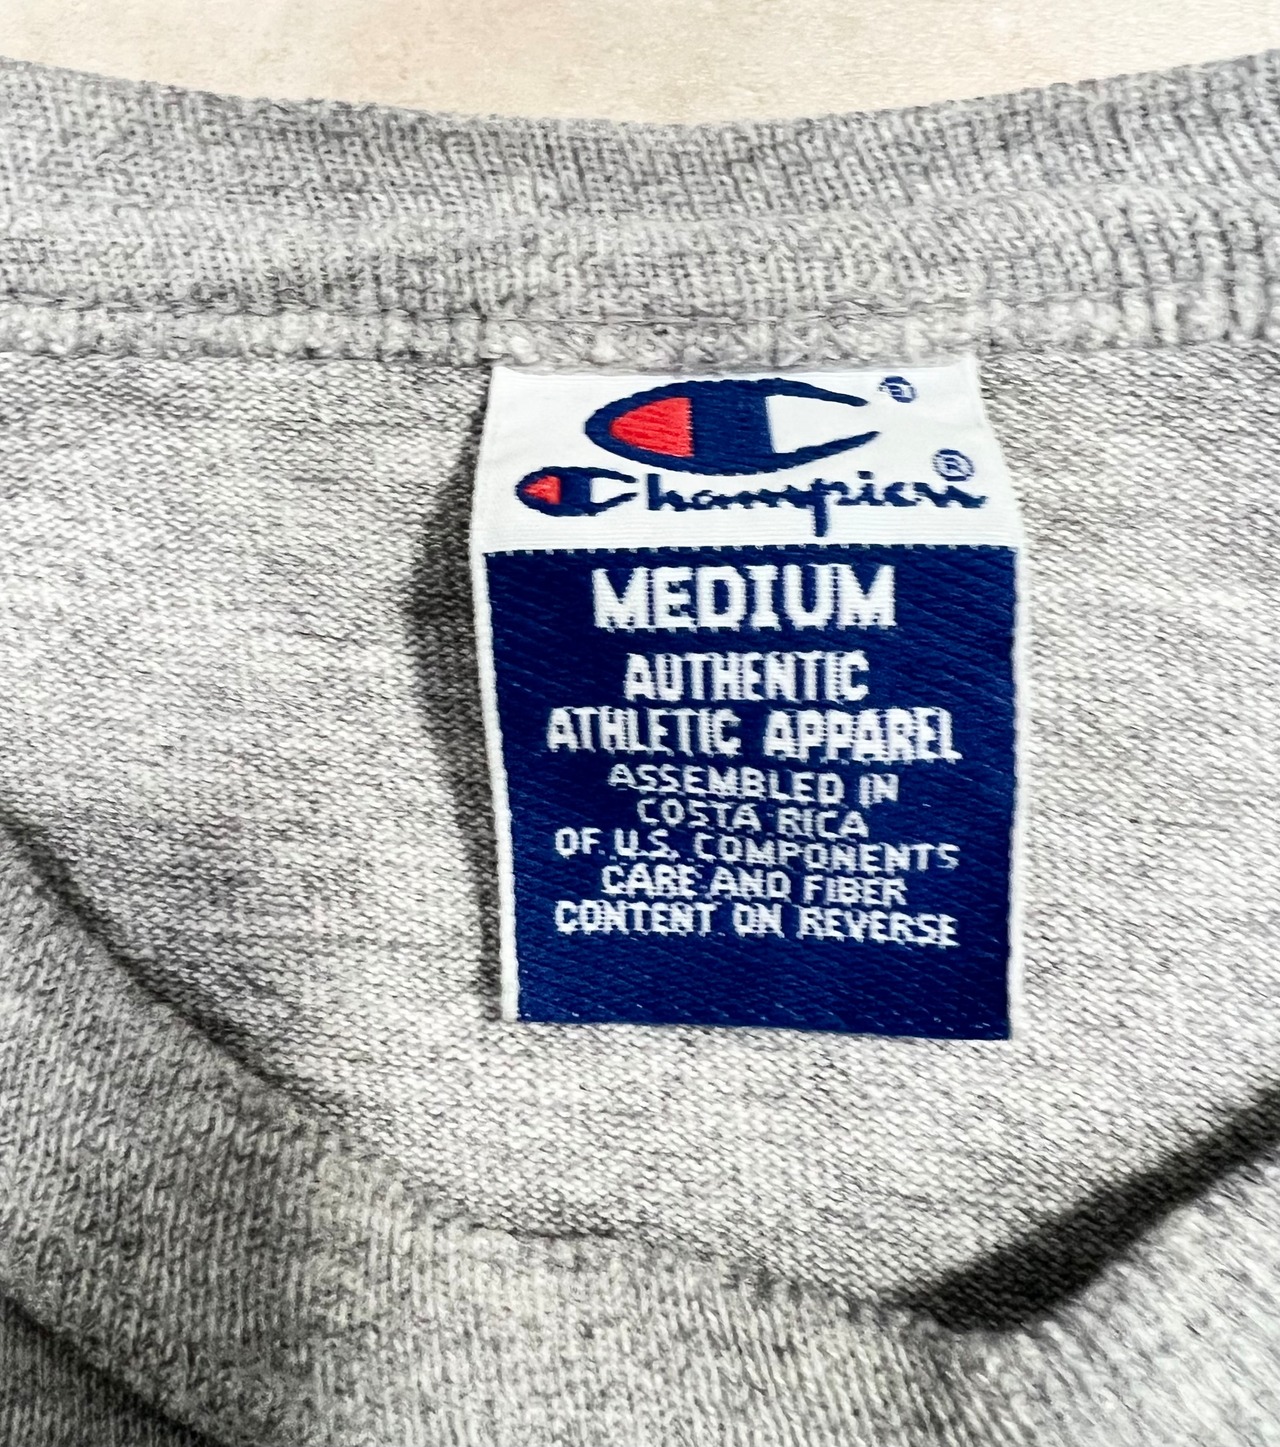 ®
Champion®
MEDIUM
AUTHENTIC
ATHLETIC APPAREL
ASSEMBLED IN
COSTA RICA
OF U.S. COMPONENTS
CARE AND FIBER
CONTENT ON REVERSE